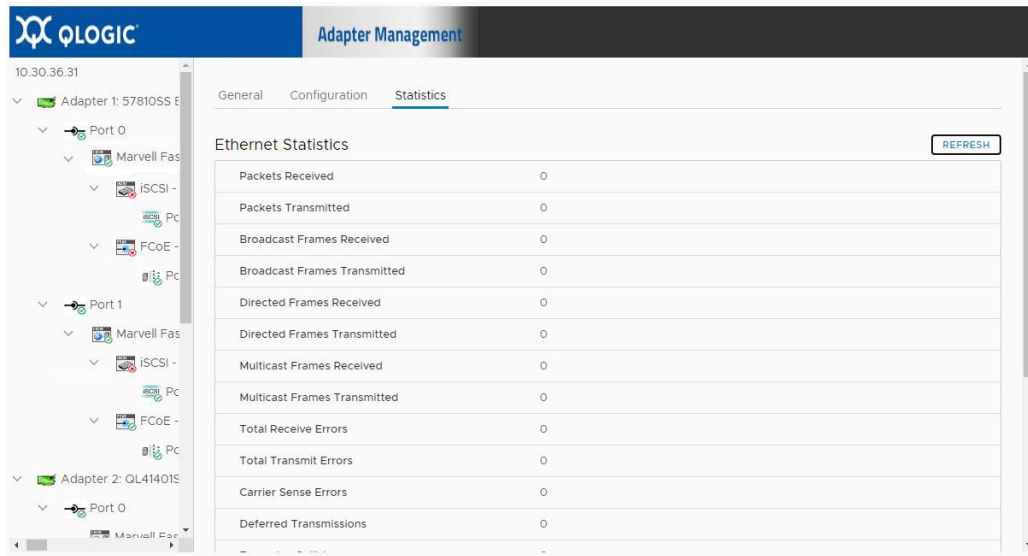 QLOGIC
Adapter Management
10.30.36.31
Adapter 1: 57810SS
Port 0
Marvell Fas
iSCSI -
iSCSI
FCoE -
Port 1
Marvell Fas
iSCSI -
iSCSI
FCoE -
Adapter 2: QL41401S
Port 0
Marvell Fas
General Configuration Statistics
Ethernet Statistics
REFRESH
Packets Received 0
Packets Transmitted 0
Broadcast Frames Received 0
Broadcast Frames Transmitted 0
Directed Frames Received 0
Directed Frames Transmitted 0
Multicast Frames Received 0
Multicast Frames Transmitted 0
Total Receive Errors 0
Total Transmit Errors 0
Carrier Sense Errors 0
Deferred Transmissions 0